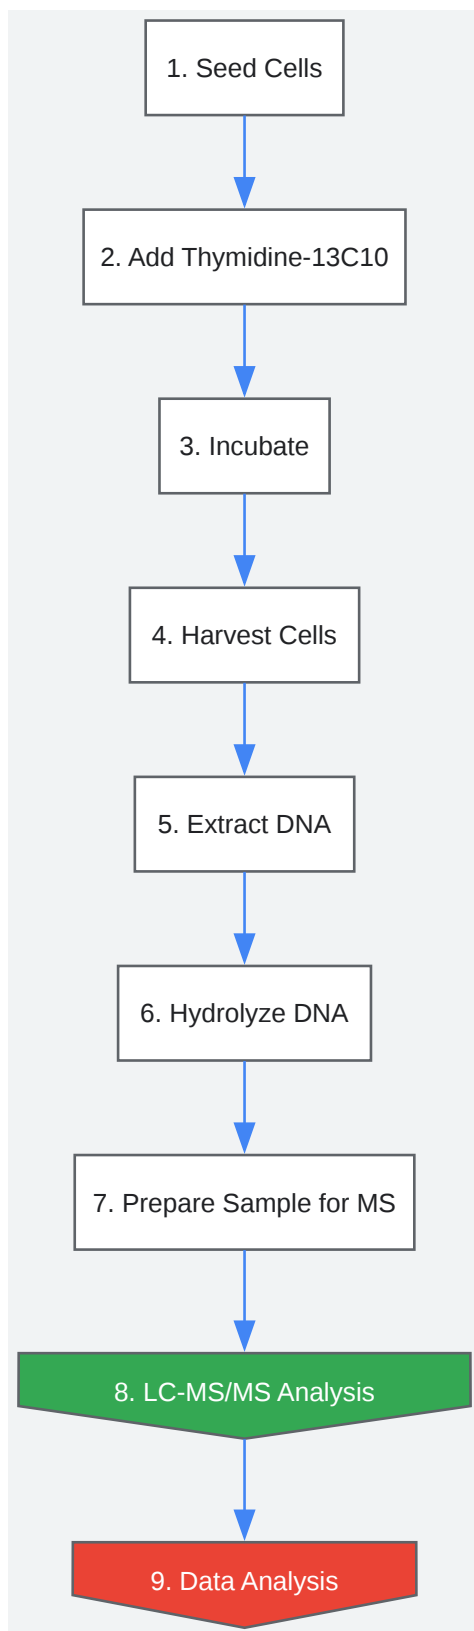 1. Seed Cells
2. Add Thymidine-13C10
3. Incubate
4. Harvest Cells
5. Extract DNA
6. Hydrolyze DNA
7. Prepare Sample for MS
8. LC-MS/MS Analysis
9. Data Analysis